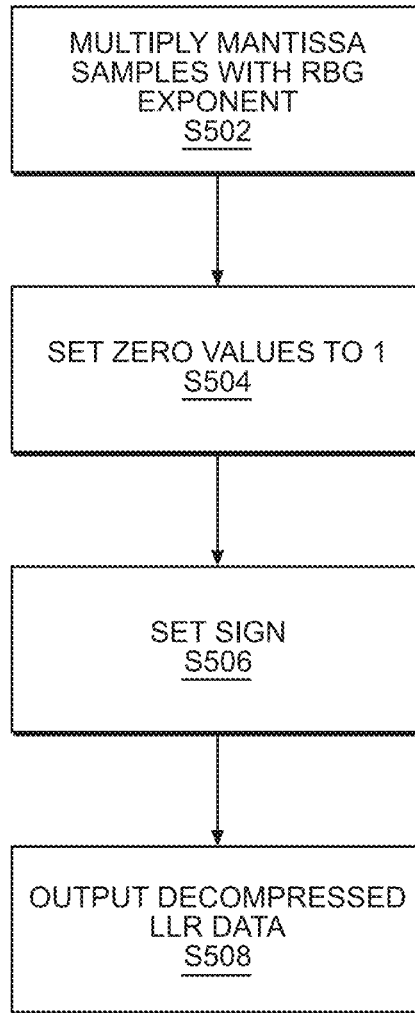 MULTIPLY MANTISSA
SAMPLES WITH RBG
EXPONENT
S502
SET ZERO VALUES TO 1
S504
SET SIGN
S506
OUTPUT DECOMPRESSED
LLR DATA
S508